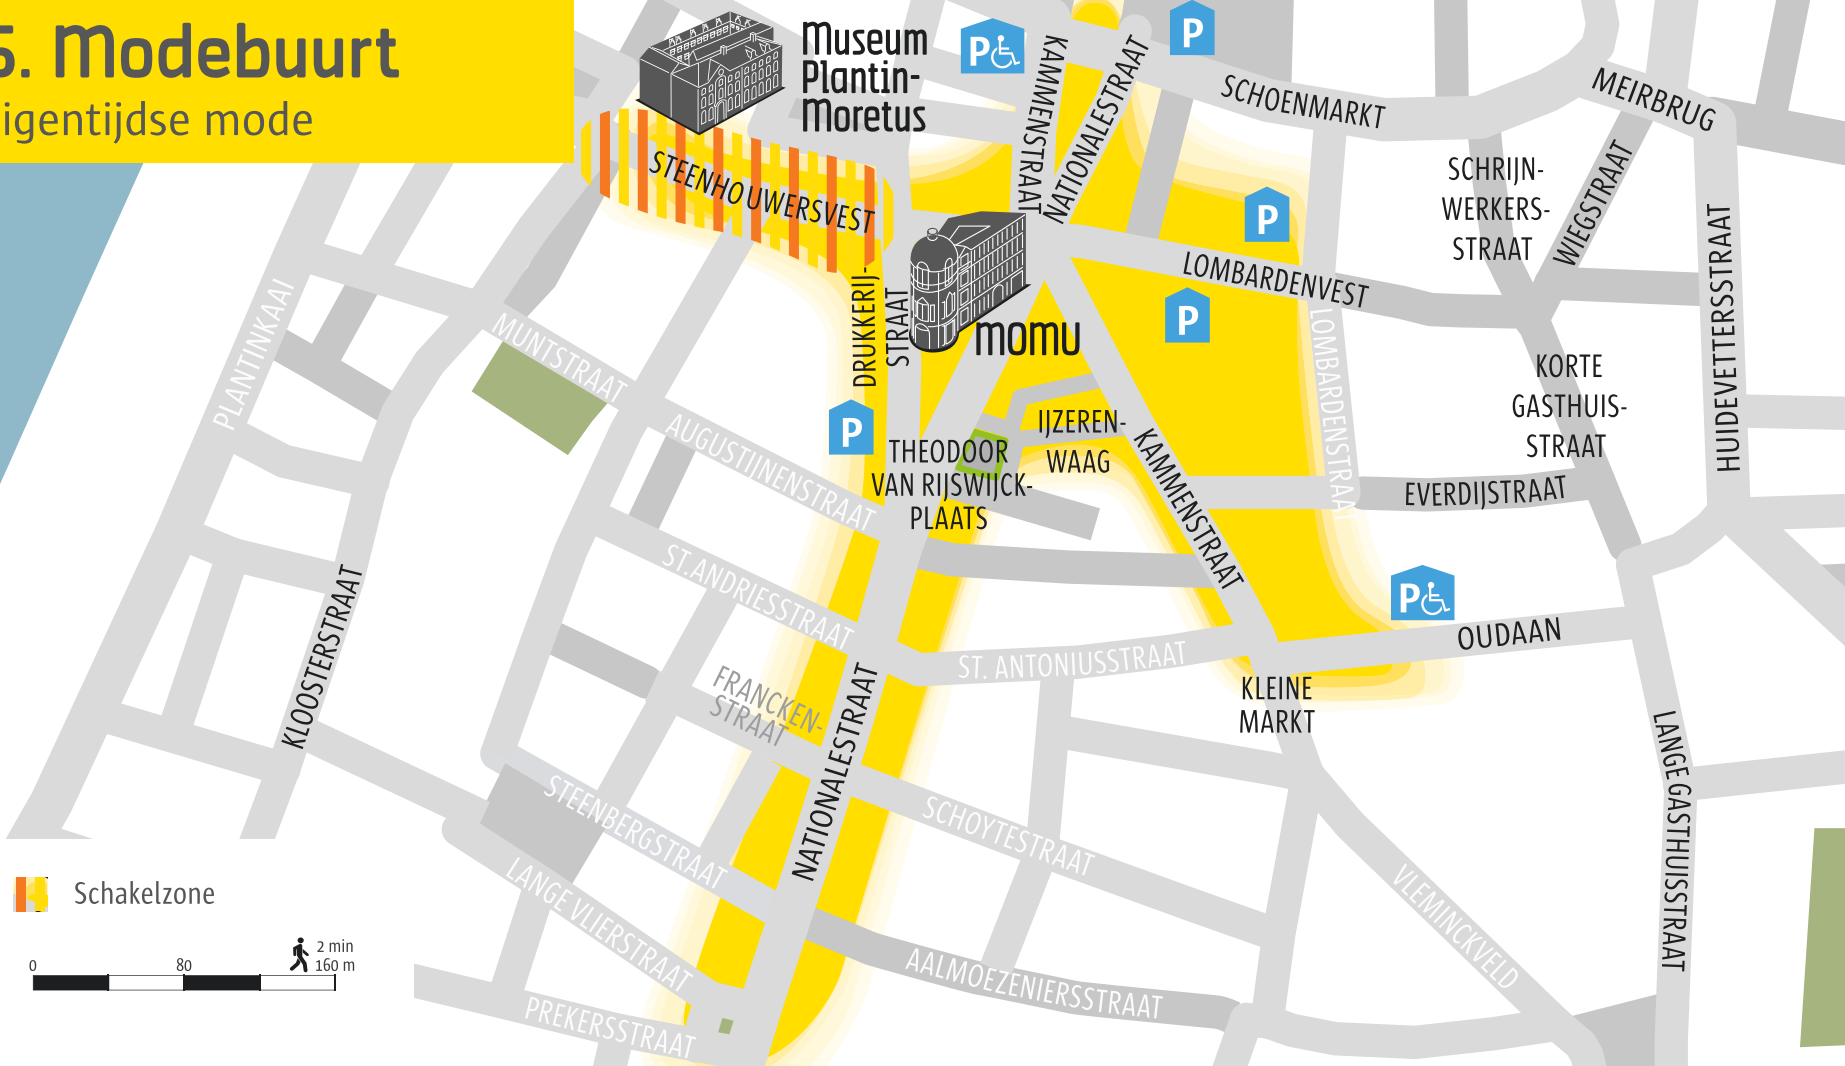 5. Modebuurt
igentijdse mode
Museum
Plantin-
Moretus
P
P
KAMMENSTRAAT
NATIONALESTRAAT
SCHOENMARKT
MEIRBRUG
STEENHOUWERSVEST
SCHRIJN-
WERKERS-
STRAAT
WIEGSTRAAT
P
HUIDEVETTERSSTRAAT
LOMBARDENVEST
PLANTINKAAI
DRUKKERIJ-
STRAAT
momu
P
LOMBARDENSTRAAT
MUNTSTRAAT
KORTE
GASTHUIS-
STRAAT
P
AUGUSTIJNENSTRAAT
THEODOOR
VAN RIJSWIJCK-
PLAATS
IJZEREN-
WAAG
KAMMENSTRAAT
EVERDIJSTRAAT
KLOOSTERSTRAAT
ST.ANDRIESSTRAAT
P
OUDAAN
ST. ANTONIUSSTRAAT
FRANCKEN-
STRAAT
NATIONALESTRAAT
KLEINE
MARKT
LANGE GASTHUISSTRAAT
STEENBERGSTRAAT
SCHOYTESTRAAT
LANGE VLIERSTRAAT
VLEMINCKVELD
AALMOEZENIERSSTRAAT
PREKERSSTRAAT
Schakelzone
2 min
0 80 160 m